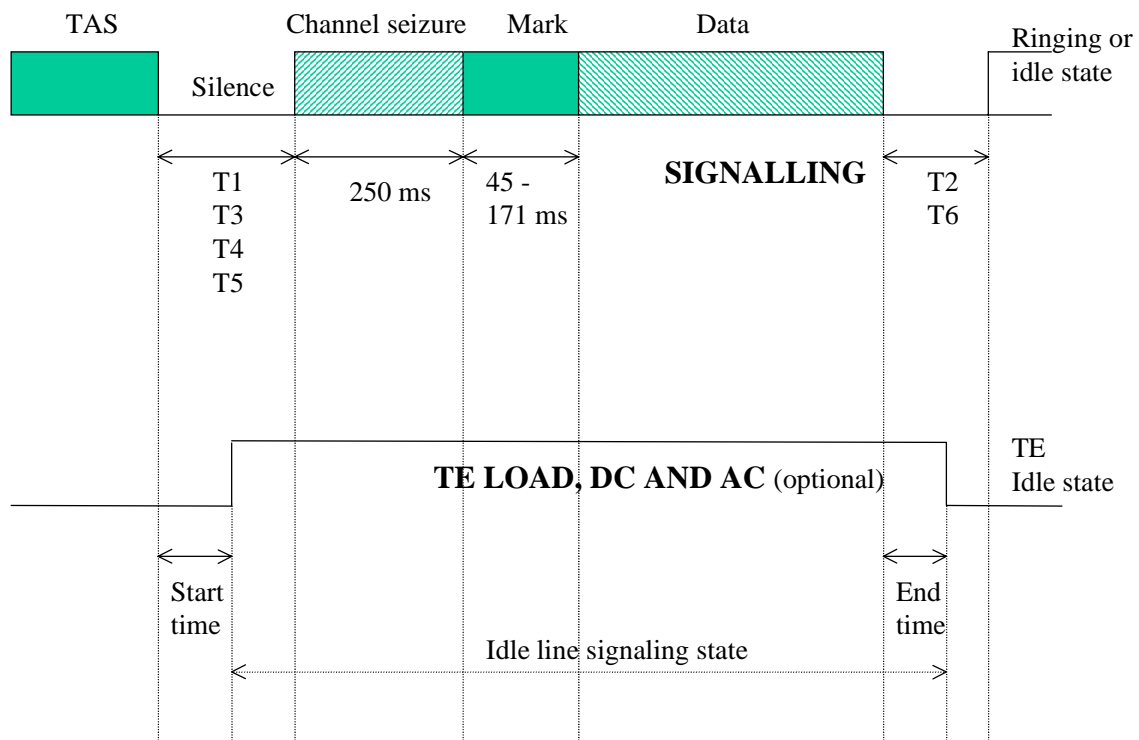 TAS
Channel seizure
Mark
Data
Ringing or
idle state
Silence
T1
T3
T4
T5
250 ms
45 -
171 ms
SIGNALLING
T2
T6
TE LOAD, DC AND AC (optional)
TE
Idle state
Start
time
End
time
Idle line signaling state